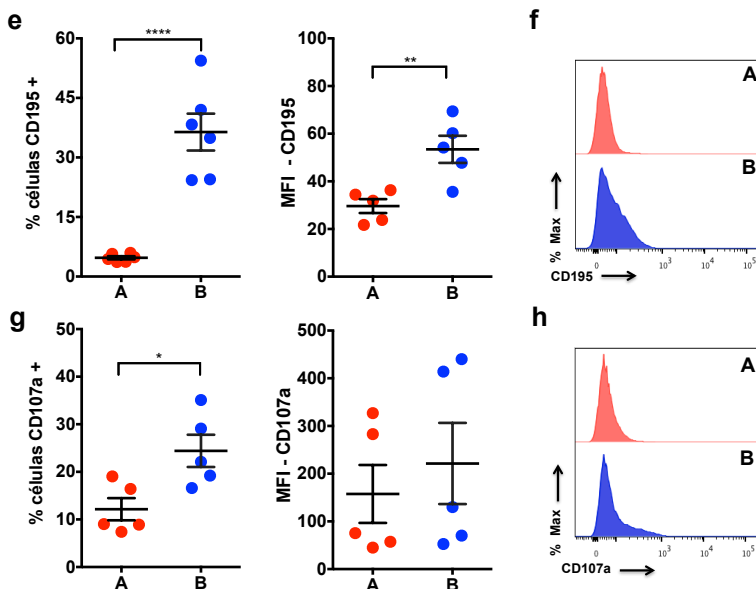 e
% células CD195 +
60
45
30
15
0
****
A
B
MFI - CD195
100
80
60
40
20
0
**
A
B
f
A
B
% Max
0
10³
10⁴
10⁵
CD195
g
% células CD107a +
50
40
30
20
10
0
*
A
B
MFI - CD107a
500
400
300
200
100
0
A
B
h
A
B
% Max
0
10³
10⁴
10⁵
CD107a